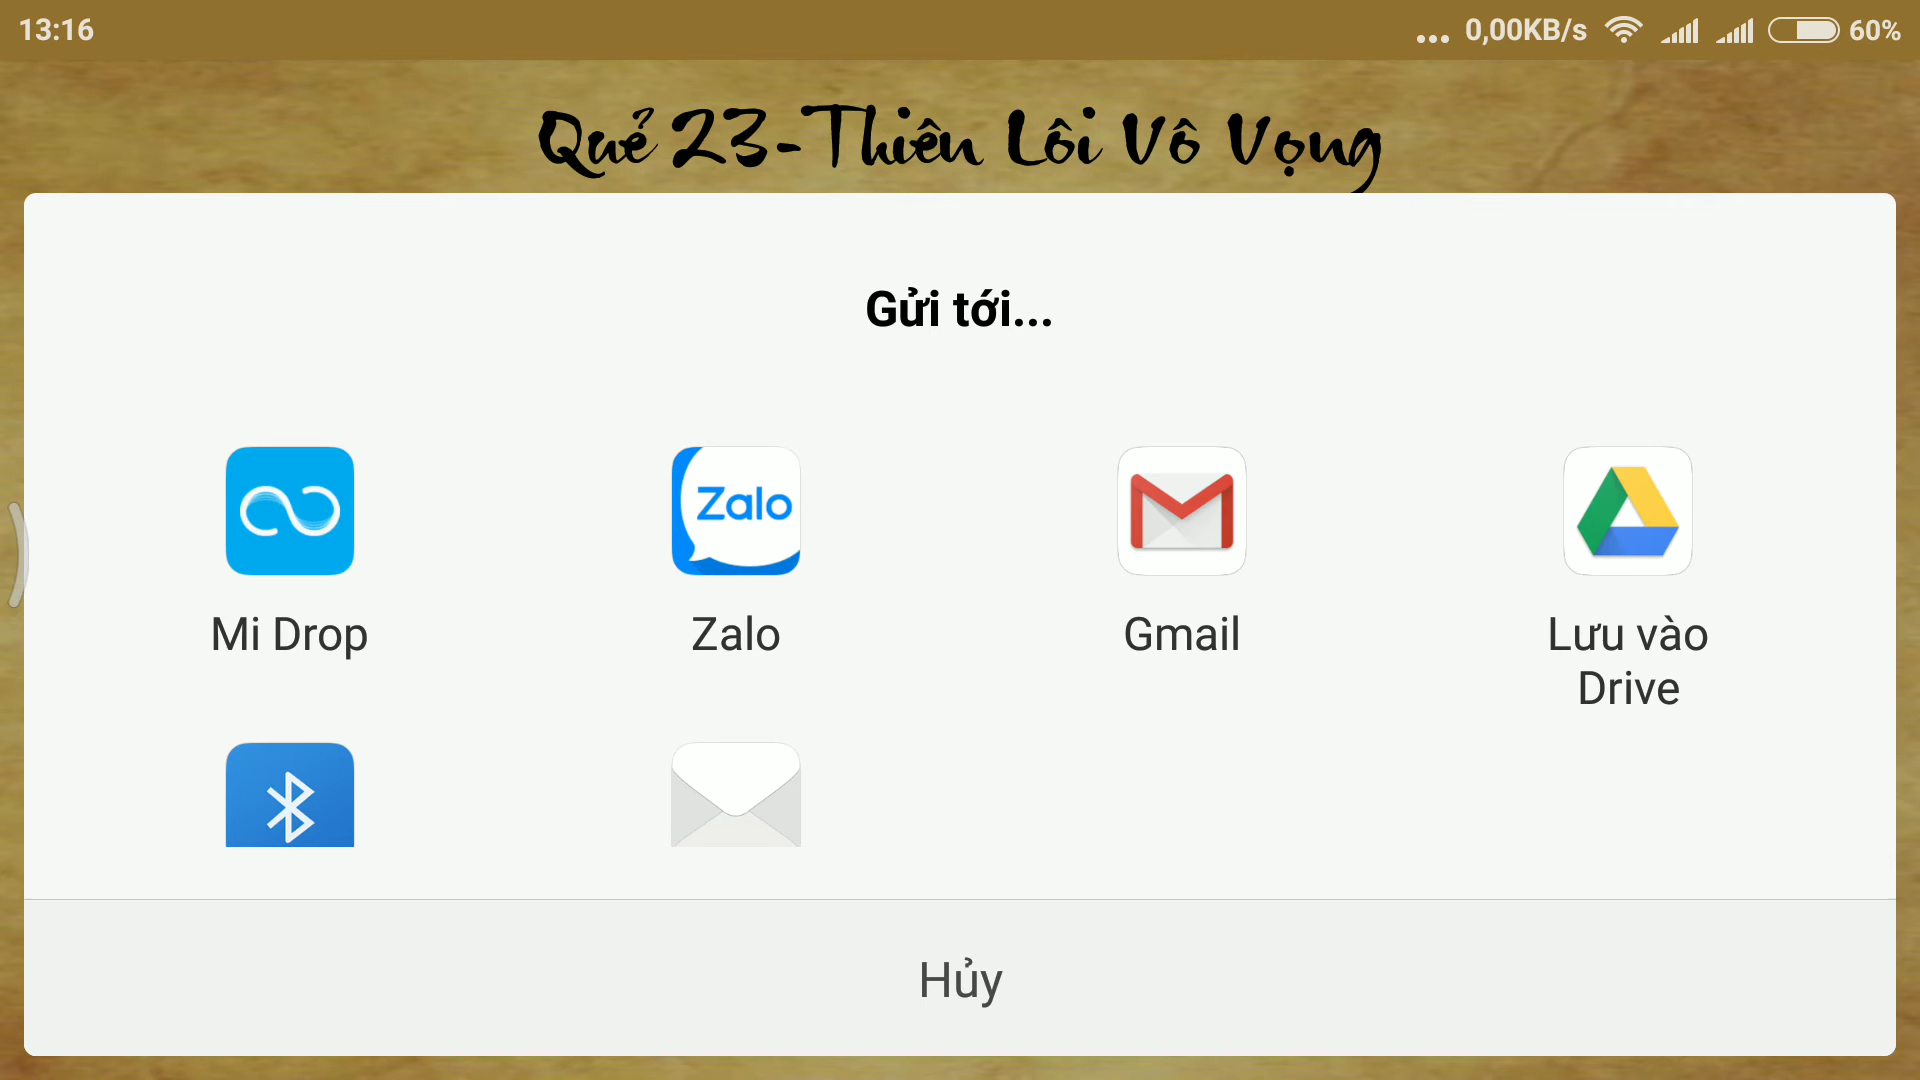 13:16
... 0,00KB/s 60%
Quẻ 23-Thiên Lôi Vô Vọng
Gửi tới...
Zalo
Mi Drop
Zalo
Gmail
Lưu vào
Drive
Hủy